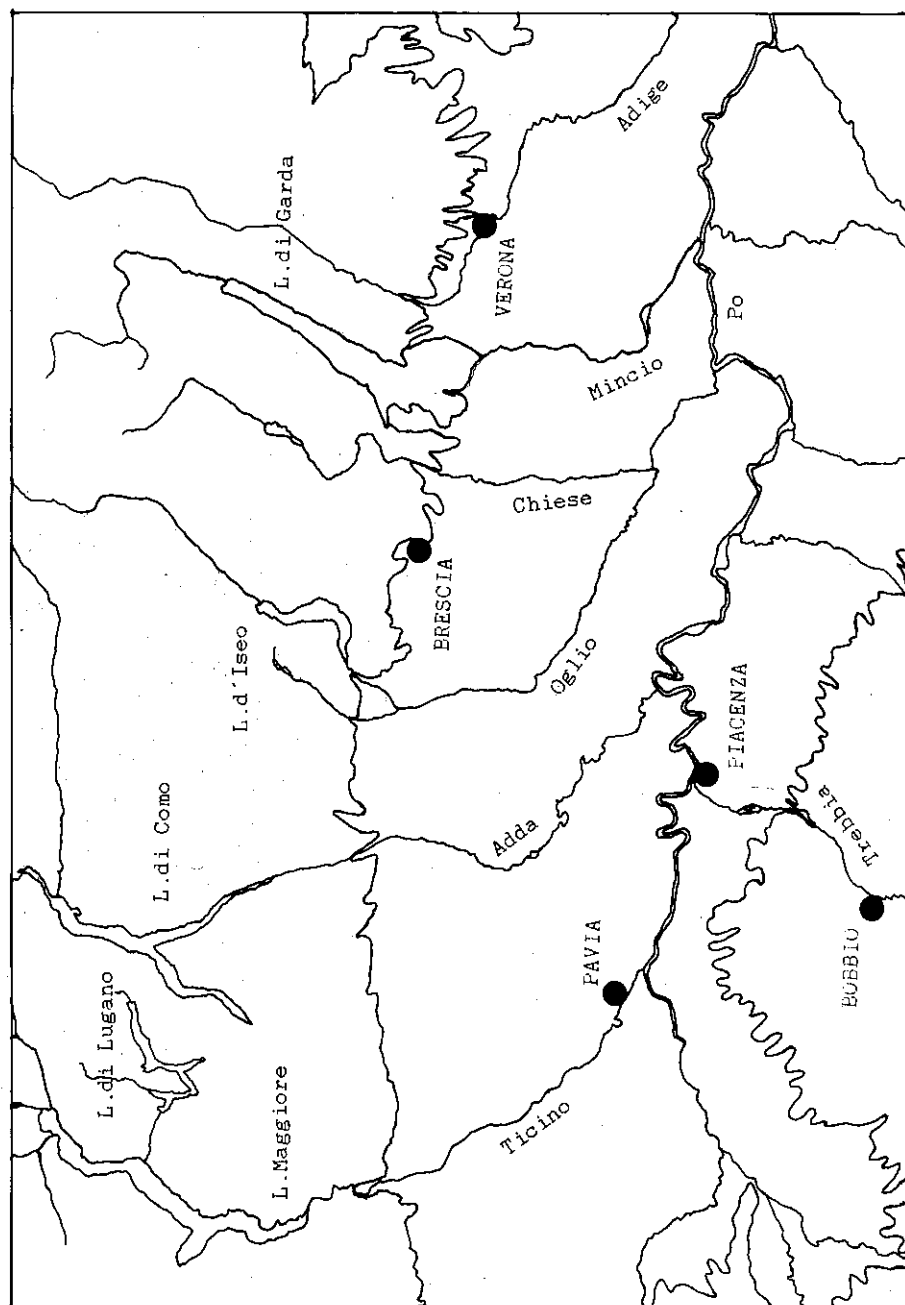 L.di Lugano
L.di Como
L.d'Iseo
L.di Garda
L.Maggiore
BRESCIA
VERONA
Adige
Ticino
Adda
Oglio
Chiese
Mincio
PAVIA
PIACENZA
Po
Trebbia
BOBBIO